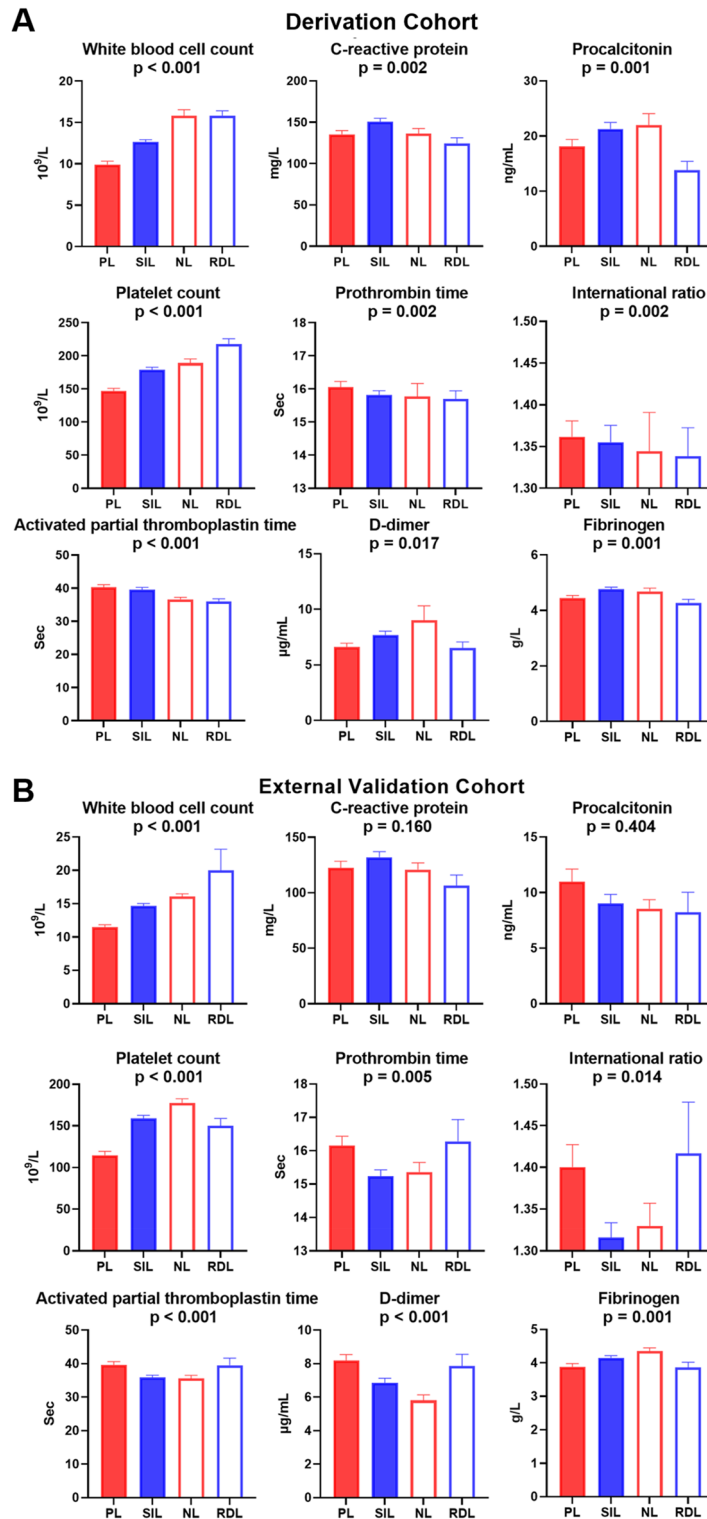 A
Derivation Cohort
White blood cell count
p < 0.001
20
15
10
5
0
10⁹/L
PL SIL NL RDL
C-reactive protein
p = 0.002
200
150
100
50
0
mg/L
PL SIL NL RDL
Procalcitonin
p = 0.001
30
20
10
0
ng/mL
PL SIL NL RDL
Platelet count
p < 0.001
250
200
150
100
50
0
10⁹/L
PL SIL NL RDL
Prothrombin time
p = 0.002
18
17
16
15
14
13
Sec
PL SIL NL RDL
International ratio
p = 0.002
1.50
1.45
1.40
1.35
1.30
PL SIL NL RDL
Activated partial thromboplastin time
p < 0.001
50
40
30
20
10
0
Sec
PL SIL NL RDL
D-dimer
p = 0.017
15
10
5
0
µg/mL
PL SIL NL RDL
Fibrinogen
p = 0.001
6
4
2
0
g/L
PL SIL NL RDL
B
External Validation Cohort
White blood cell count
p < 0.001
25
20
15
10
5
0
10⁹/L
PL SIL NL RDL
C-reactive protein
p = 0.160
150
100
50
0
mg/L
PL SIL NL RDL
Procalcitonin
p = 0.404
15
10
5
0
ng/mL
PL SIL NL RDL
Platelet count
p < 0.001
200
150
100
50
0
10⁹/L
PL SIL NL RDL
Prothrombin time
p = 0.005
18
17
16
15
14
13
Sec
PL SIL NL RDL
International ratio
p = 0.014
1.50
1.40
1.30
1.30
PL SIL NL RDL
Activated partial thromboplastin time
p < 0.001
50
40
30
20
10
0
Sec
PL SIL NL RDL
D-dimer
p < 0.001
10
8
6
4
2
0
µg/mL
PL SIL NL RDL
Fibrinogen
p = 0.001
5
4
3
2
1
0
g/L
PL SIL NL RDL